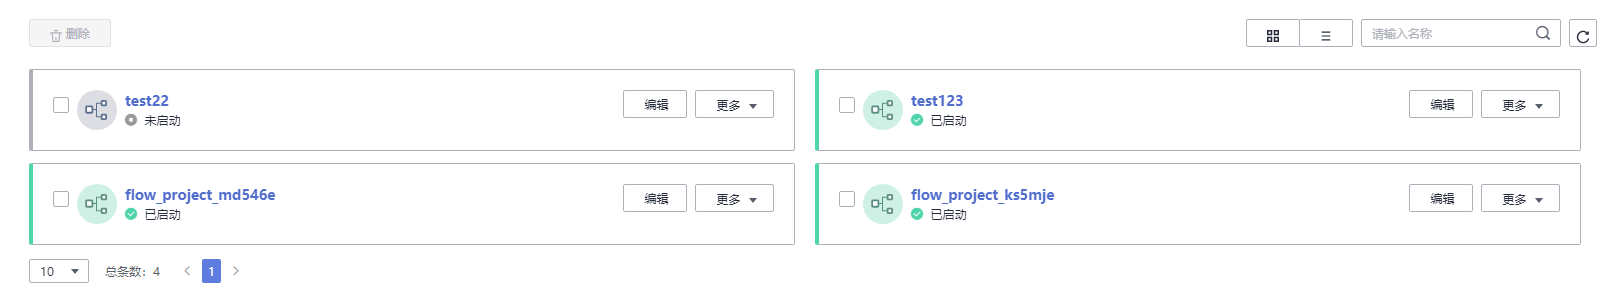 删除
请输入名称
test22
未启动
编辑
更多
test123
已启动
编辑
更多
flow_project_md546e
已启动
编辑
更多
flow_project_ks5mje
已启动
编辑
更多
10
总条数：4
1